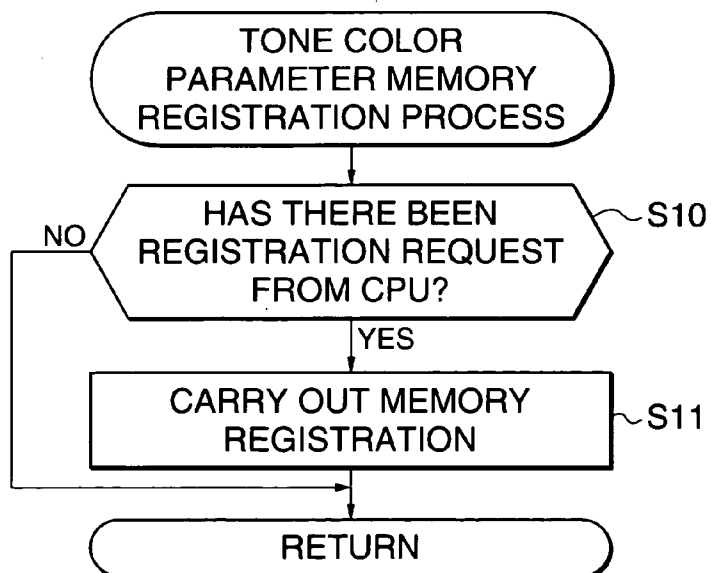 TONE COLOR
PARAMETER MEMORY
REGISTRATION PROCESS
HAS THERE BEEN
REGISTRATION REQUEST
FROM CPU?
S10
NO
YES
CARRY OUT MEMORY
REGISTRATION
S11
RETURN